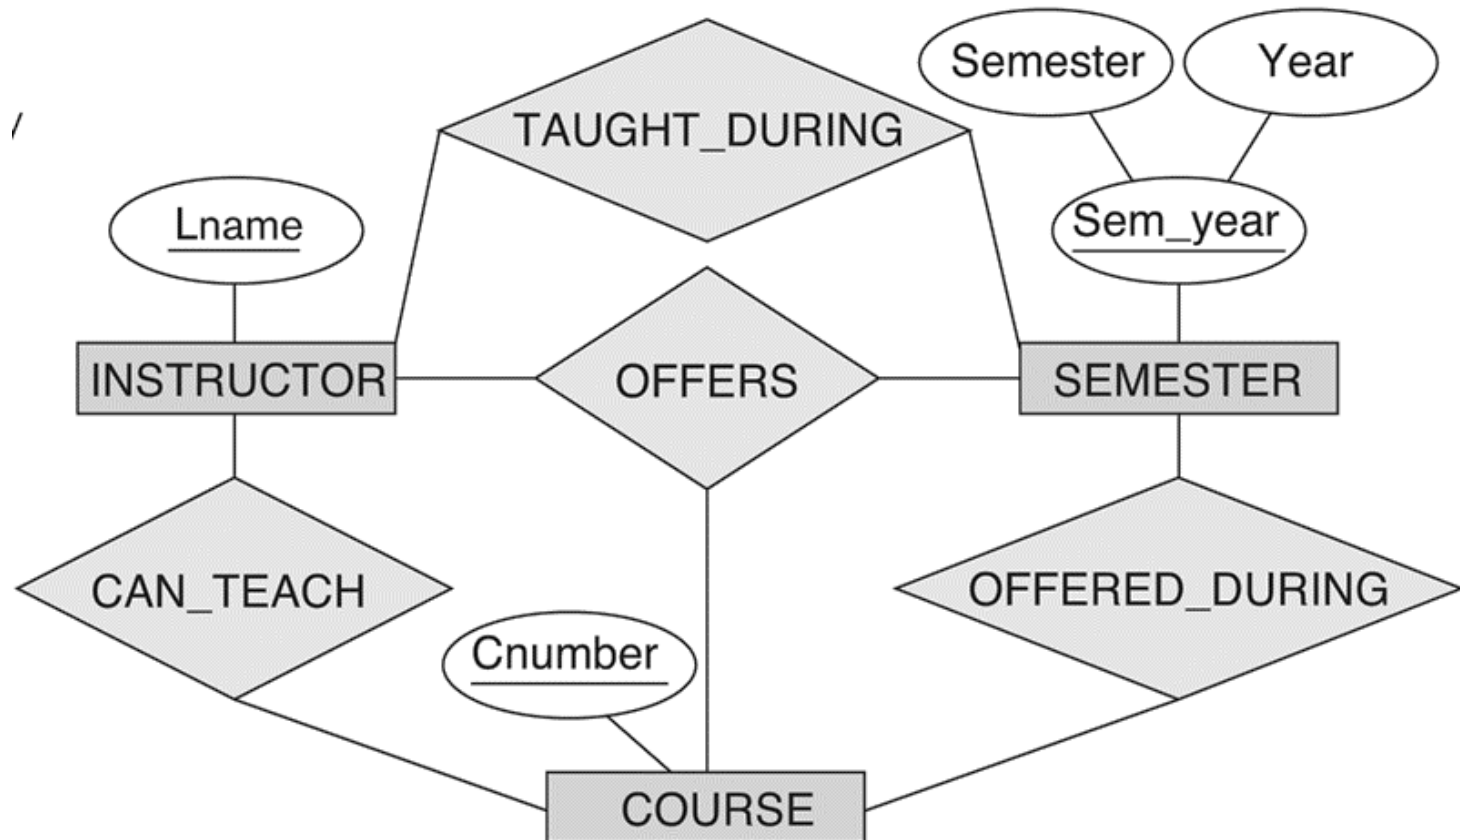 Semester
Year
TAUGHT_DURING
Lname
Sem_year
INSTRUCTOR
OFFERS
SEMESTER
CAN_TEACH
OFFERED_DURING
Cnumber
COURSE